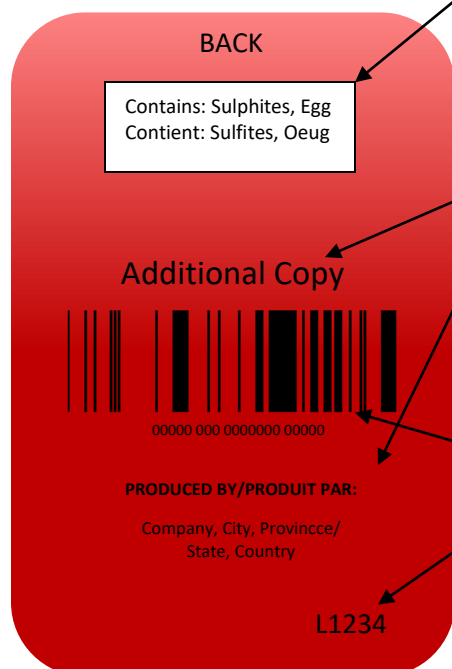 BACK
Contains: Sulphites, Egg
Contient: Sulfites, Oeug
Additional Copy
00000 000 0000000 00000
PRODUCED BY/PRODUIT PAR:
Company, City, Provincce/
State, Country
L1234